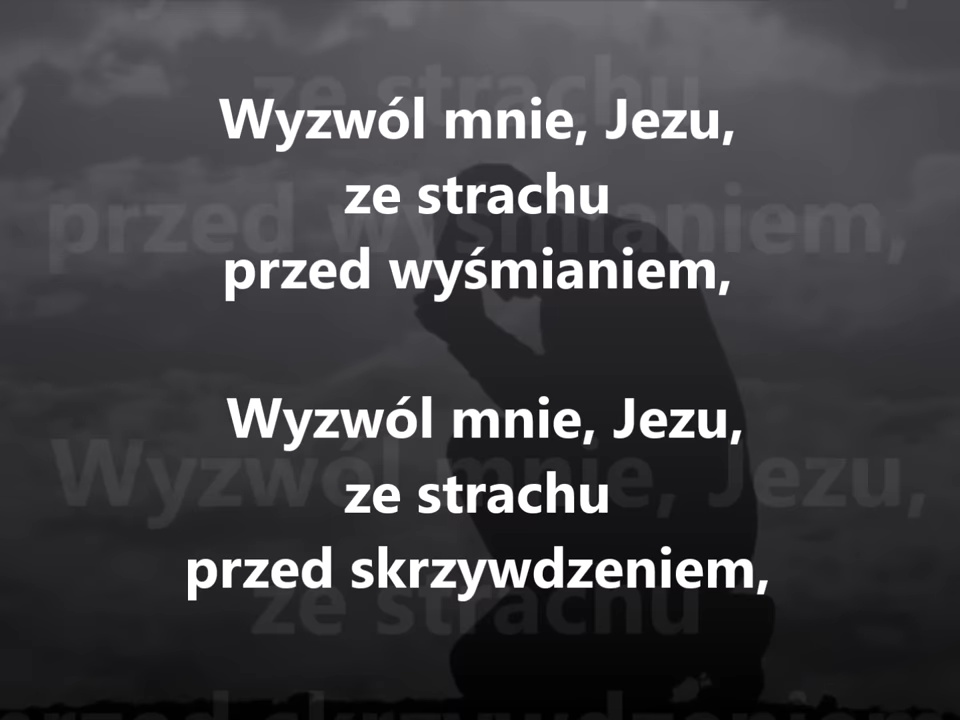 Wyzwól mnie, Jezu,
ze strachu
przed wyśmianiem,
Wyzwól mnie, Jezu,
ze strachu
przed skrzywdzeniem,